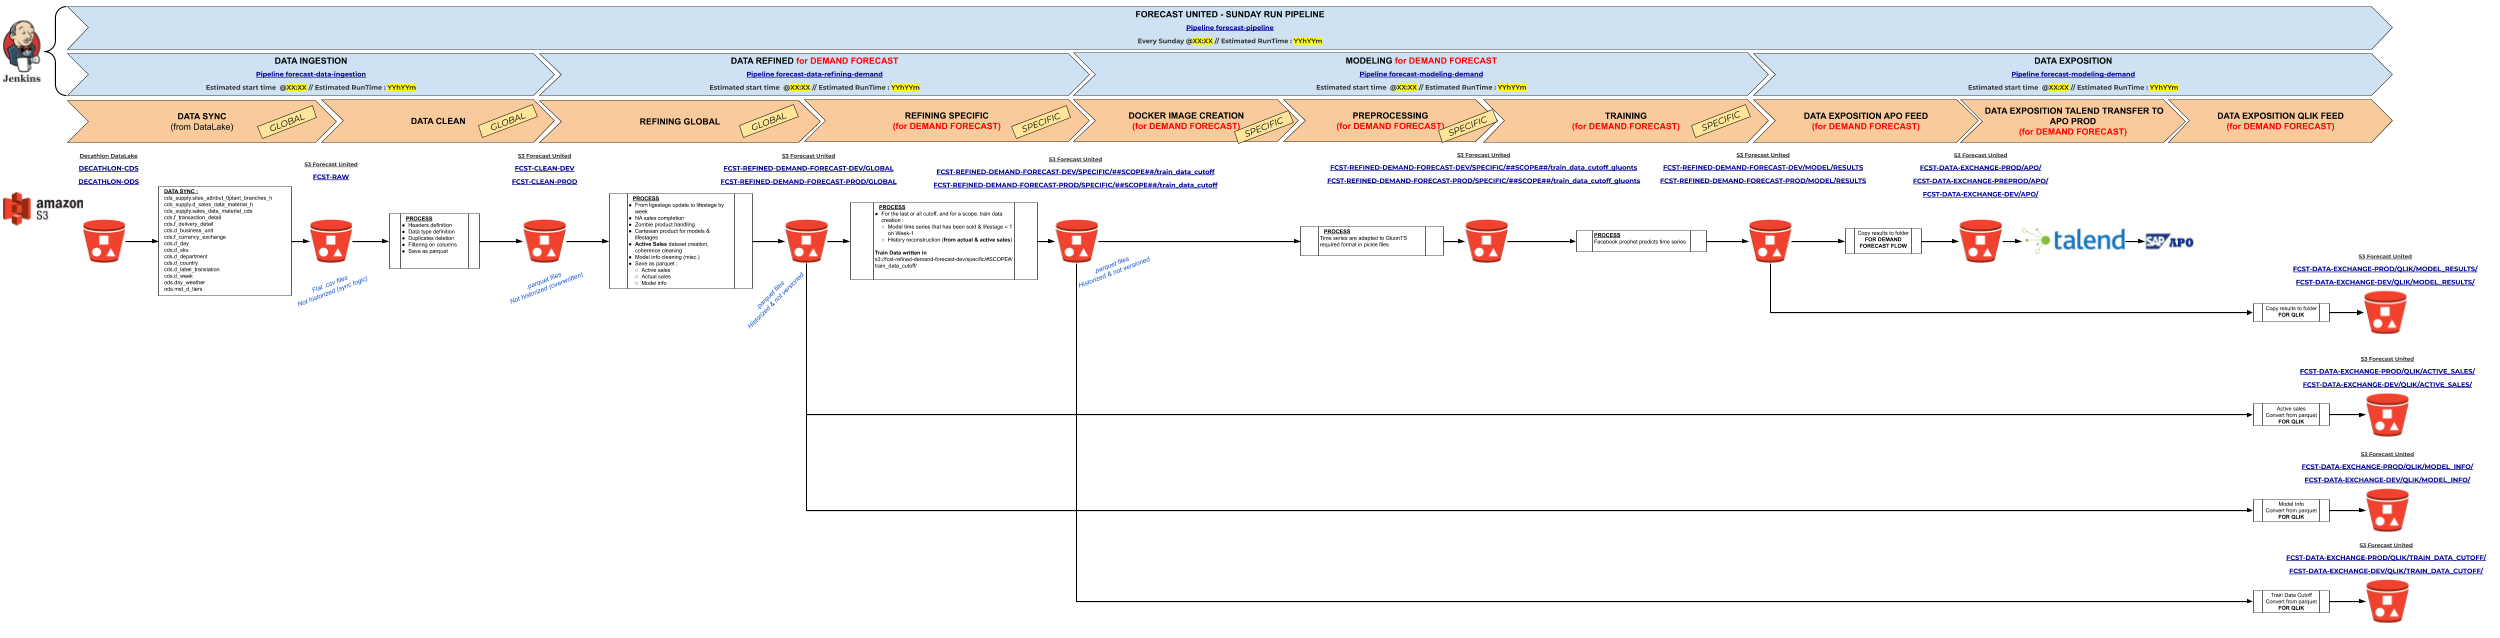 FORECAST UNITED - SUNDAY RUN PIPELINE
Pipeline forecast-pipeline
Every Sunday @XX:XX // Estimated RunTime : YYhYYm
Jenkins
DATA INGESTION
Pipeline forecast-data-ingestion
Estimated start time @XX:XX // Estimated RunTime : YYhYYm
DATA REFINED for DEMAND FORECAST
Pipeline forecast-data-refining-demand
Estimated start time @XX:XX // Estimated RunTime : YYhYYm
MODELING for DEMAND FORECAST
Pipeline forecast-modeling-demand
Estimated start time @XX:XX // Estimated RunTime : YYhYYm
DATA EXPOSITION
Pipeline forecast-modeling-demand
Estimated start time @XX:XX // Estimated RunTime : YYhYYm
DATA SYNC
(from DataLake)
GLOBAL
DATA CLEAN
GLOBAL
REFINING GLOBAL
GLOBAL
REFINING SPECIFIC
(for DEMAND FORECAST)
SPECIFIC
DOCKER IMAGE CREATION
(for DEMAND FORECAST)
SPECIFIC
PREPROCESSING
(for DEMAND FORECAST)
SPECIFIC
TRAINING
(for DEMAND FORECAST)
SPECIFIC
DATA EXPOSITION APO FEED
(for DEMAND FORECAST)
DATA EXPOSITION TALEND TRANSFER TO
APO PROD
(for DEMAND FORECAST)
DATA EXPOSITION QLIK FEED
(for DEMAND FORECAST)
Decathlon DataLake
DECATHLON-CDS
DECATHLON-ODS
S3 Forecast United
FCST-RAW
S3 Forecast United
FCST-CLEAN-DEV
FCST-CLEAN-PROD
S3 Forecast United
FCST-REFINED-DEMAND-FORECAST-DEV/GLOBAL
FCST-REFINED-DEMAND-FORECAST-PROD/GLOBAL
S3 Forecast United
FCST-REFINED-DEMAND-FORECAST-DEV/SPECIFIC/##SCOPE##/train_data_cutoff
FCST-REFINED-DEMAND-FORECAST-PROD/SPECIFIC/##SCOPE##/train_data_cutoff
S3 Forecast United
FCST-REFINED-DEMAND-FORECAST-DEV/SPECIFIC/##SCOPE##/train_data_cutoff_gluonts
FCST-REFINED-DEMAND-FORECAST-PROD/SPECIFIC/##SCOPE##/train_data_cutoff_gluonts
S3 Forecast United
FCST-REFINED-DEMAND-FORECAST-DEV/MODEL/RESULTS
FCST-REFINED-DEMAND-FORECAST-PROD/MODEL/RESULTS
S3 Forecast United
FCST-DATA-EXCHANGE-PROD/APO/
FCST-DATA-EXCHANGE-PREPROD/APO/
FCST-DATA-EXCHANGE-DEV/APO/
amazon
S3
DATA SYNC :
cds_supply.sites_attribut_0plant_branches_h
cds_supply.d_sales_data_material_h
cds_supply.sales_data_material_ods
cds.f_transaction_detail
cds.f_delivery_detail
cds.d_business_unit
cds.f_currency_exchange
cds.d_day
cds.d_sku
cds.d_department
cds.d_country
cds.d_label_translation
cds.d_week
ods.dsy_weather
ods.mst_d_tiers
Flat .csv files
Not historized (sync logic)
PROCESS
● Headers definition
● Data type definition
● Duplicates deletion
● Filtering on columns
● Save as parquet
.parquet files
Not historized (overwritten)
PROCESS
● From ligestage update to lifestage by
week
● NA sales completion
● Zombie product handling
● Cartesian product for models &
lifestages
● Active Sales dataset creation,
coherence cleaning
● Model info cleaning (misc.)
● Save as parquet :
○ Active sales
○ Actual sales
○ Model info
.parquet files
Historized & not versioned
PROCESS
● For the last or all cutoff, and for a scope, train data
creation :
○ Model time series that has been sold & lifestage = 1
on Week-1
○ History reconstruction (from actual & active sales)
Train Data written in
s3://fcst-refined-demand-forecast-dev/specific/#SCOPE#/
train_data_cutoff/
.parquet files
Historized & not versioned
PROCESS
Time series are adapted to GluonTS
required format in pickle files
PROCESS
Facebook prophet predicts time series
Copy results to folder
FOR DEMAND
FORECAST FLOW
talend
SAP APO
S3 Forecast United
FCST-DATA-EXCHANGE-PROD/QLIK/MODEL_RESULTS/
FCST-DATA-EXCHANGE-DEV/QLIK/MODEL_RESULTS/
Copy results to folder
FOR QLIK
S3 Forecast United
FCST-DATA-EXCHANGE-PROD/QLIK/ACTIVE_SALES/
FCST-DATA-EXCHANGE-DEV/QLIK/ACTIVE_SALES/
Active sales
Convert from parquet
FOR QLIK
S3 Forecast United
FCST-DATA-EXCHANGE-PROD/QLIK/MODEL_INFO/
FCST-DATA-EXCHANGE-DEV/QLIK/MODEL_INFO/
Model Info
Convert from parquet
FOR QLIK
S3 Forecast United
FCST-DATA-EXCHANGE-PROD/QLIK/TRAIN_DATA_CUTOFF/
FCST-DATA-EXCHANGE-DEV/QLIK/TRAIN_DATA_CUTOFF/
Train Data Cutoff
Convert from parquet
FOR QLIK